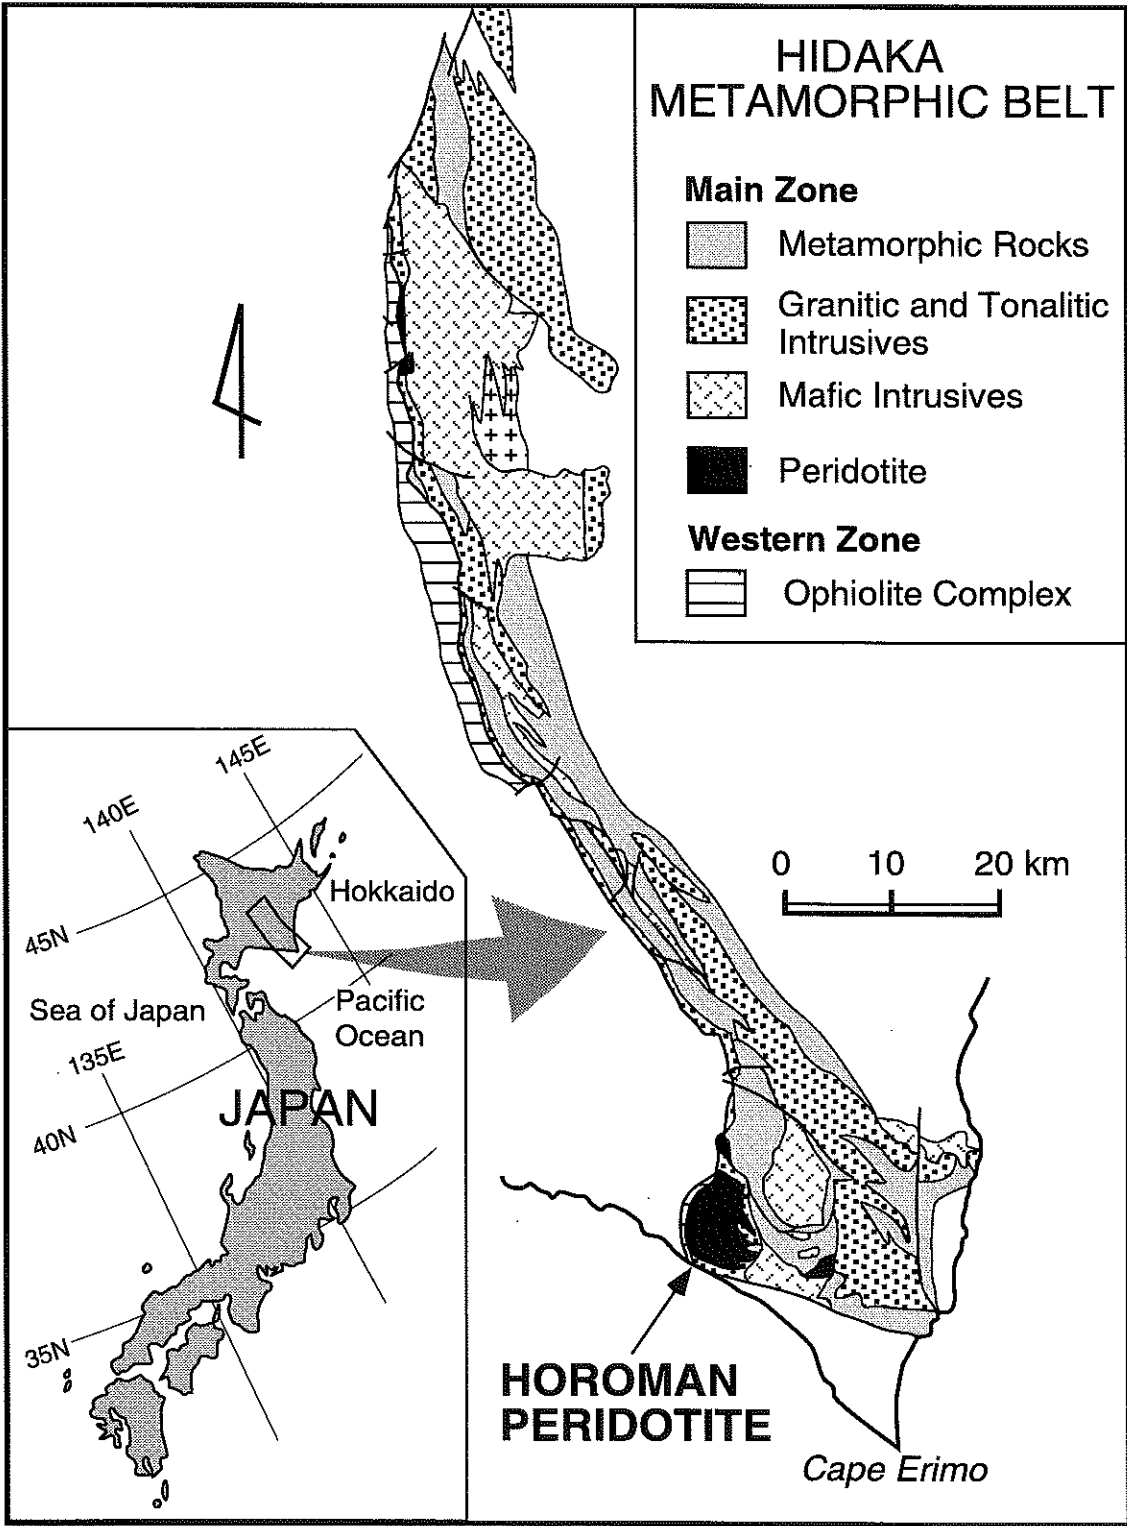 HIDAKA
METAMORPHIC BELT
Main Zone
Metamorphic Rocks
Granitic and Tonalitic
Intrusives
Mafic Intrusives
Peridotite
Western Zone
Ophiolite Complex
145E
140E
Hokkaido
45N
Sea of Japan
Pacific
Ocean
135E
JAPAN
40N
35N
0 10 20 km
HOROMAN
PERIDOTITE
Cape Erimo